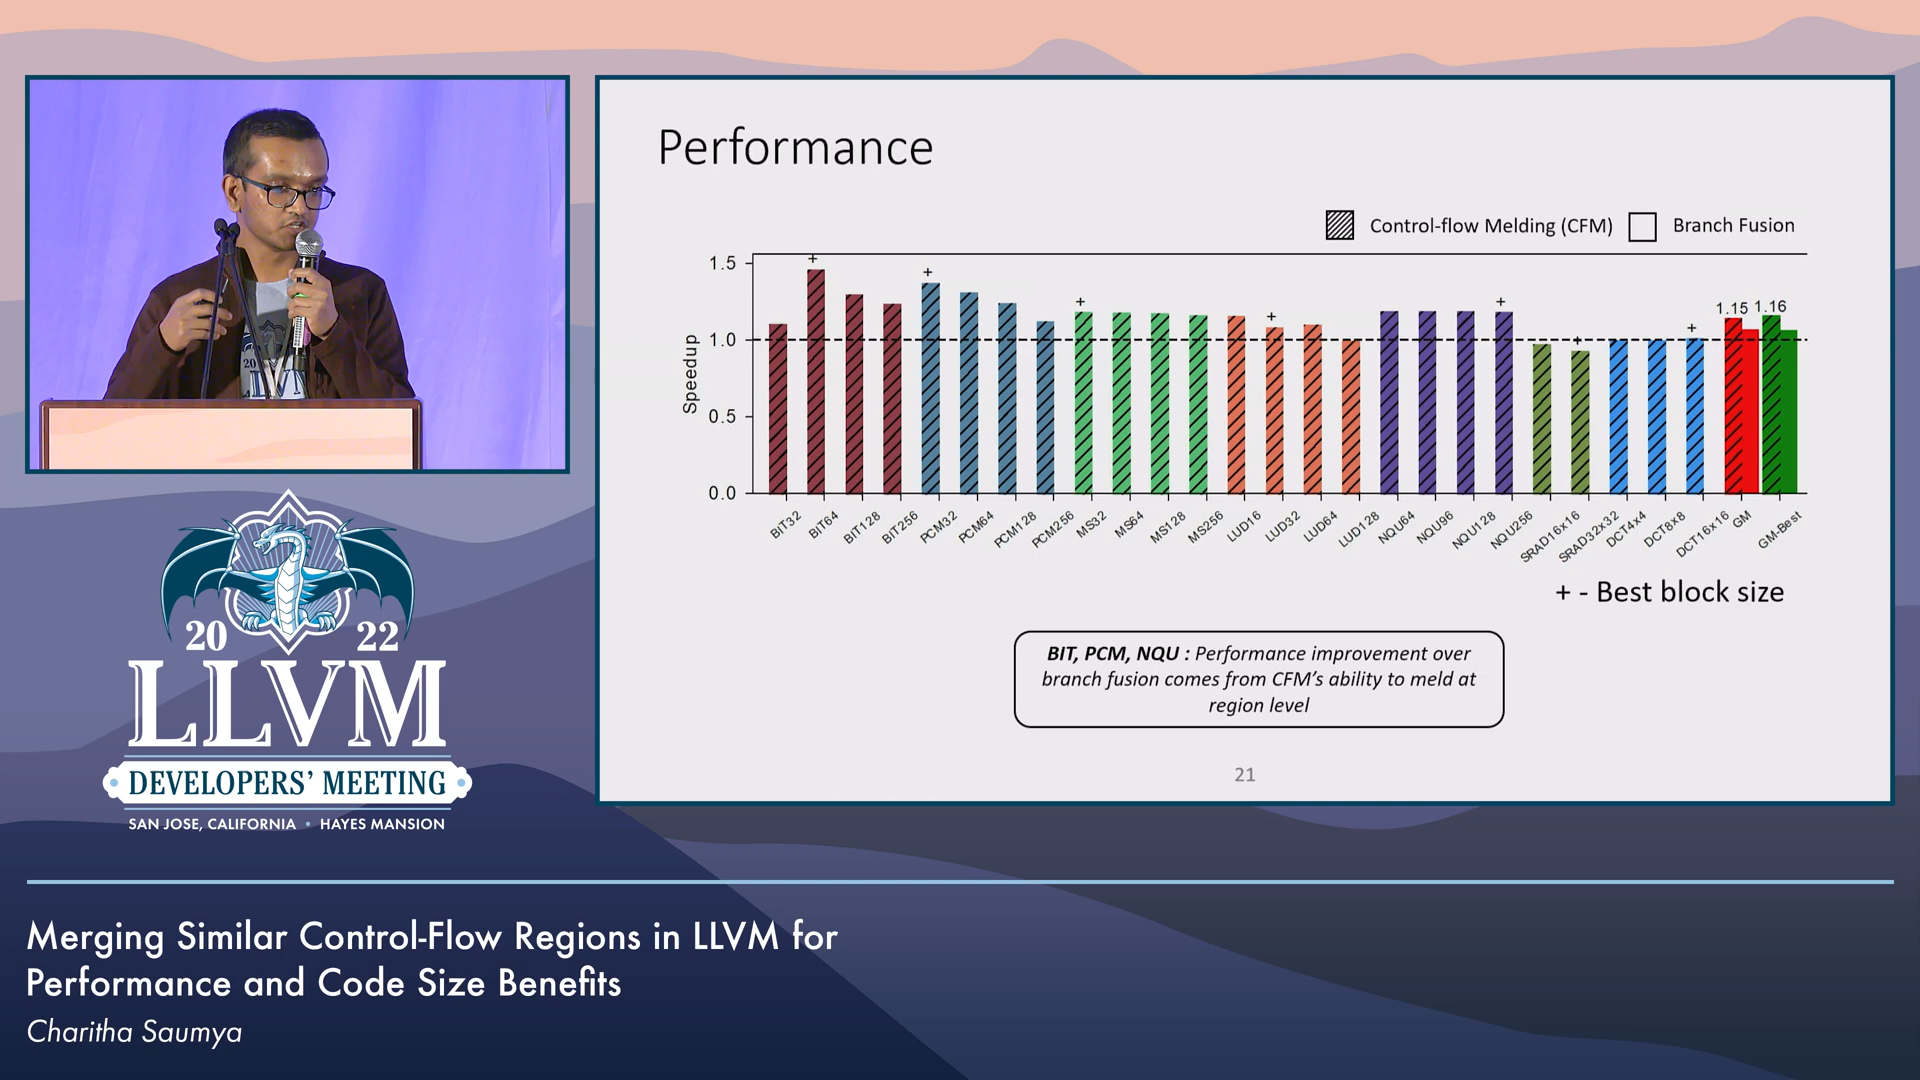 Performance
Control-flow Melding (CFM)
Branch Fusion
1.5
1.0
0.5
0.0
Speedup
+
+
+
+
+
+
+
1.15
1.16
BIT32
BIT64
BIT128
BIT256
PCM32
PCM64
PCM128
PCM256
MS32
MS64
MS128
MS256
LUD16
LUD32
LUD64
LUD128
NQU64
NQU96
NQU128
NQU256
SRAD16x16
SRAD32x32
DCT4x4
DCT8x8
DCT16x16
GM
GM-Best
+ - Best block size
BIT, PCM, NQU : Performance improvement over
branch fusion comes from CFM’s ability to meld at
region level
21
20 22
LLVM
DEVELOPERS’ MEETING
SAN JOSE, CALIFORNIA • HAYES MANSION
Merging Similar Control-Flow Regions in LLVM for
Performance and Code Size Benefits
Charitha Saumya